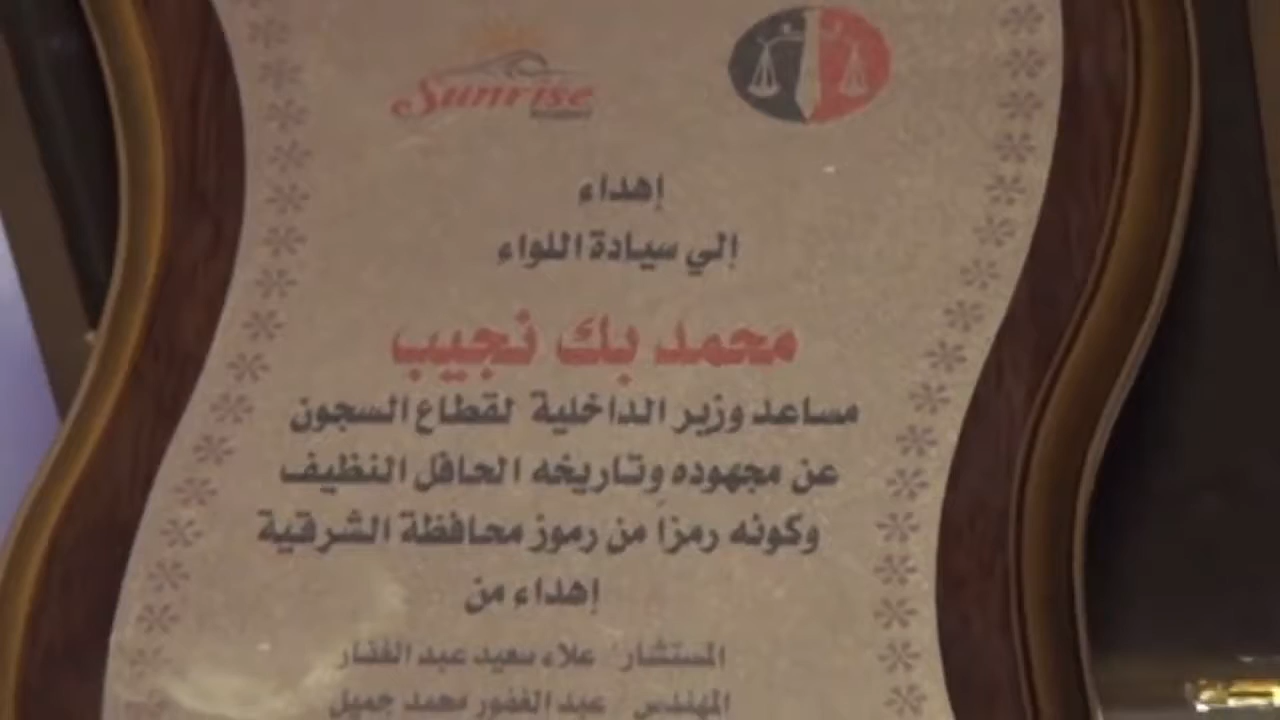 Sunrise
إهداء
إلي سيادة اللواء
محمد بك نجيب
مساعد وزير الداخلية لقطاع السجون
عن مجهوده وتاريخه الحافل النظيف
وكونه رمزا من رموز محافظة الشرقية
إهداء من
المستشار علاء سعيد عبد الغفار
المهندس عبد الغفور محمد جميل